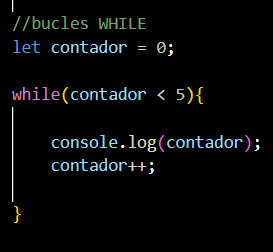 //bucles WHILE
let contador = 0;
while(contador < 5){
console.log(contador);
contador++;
}